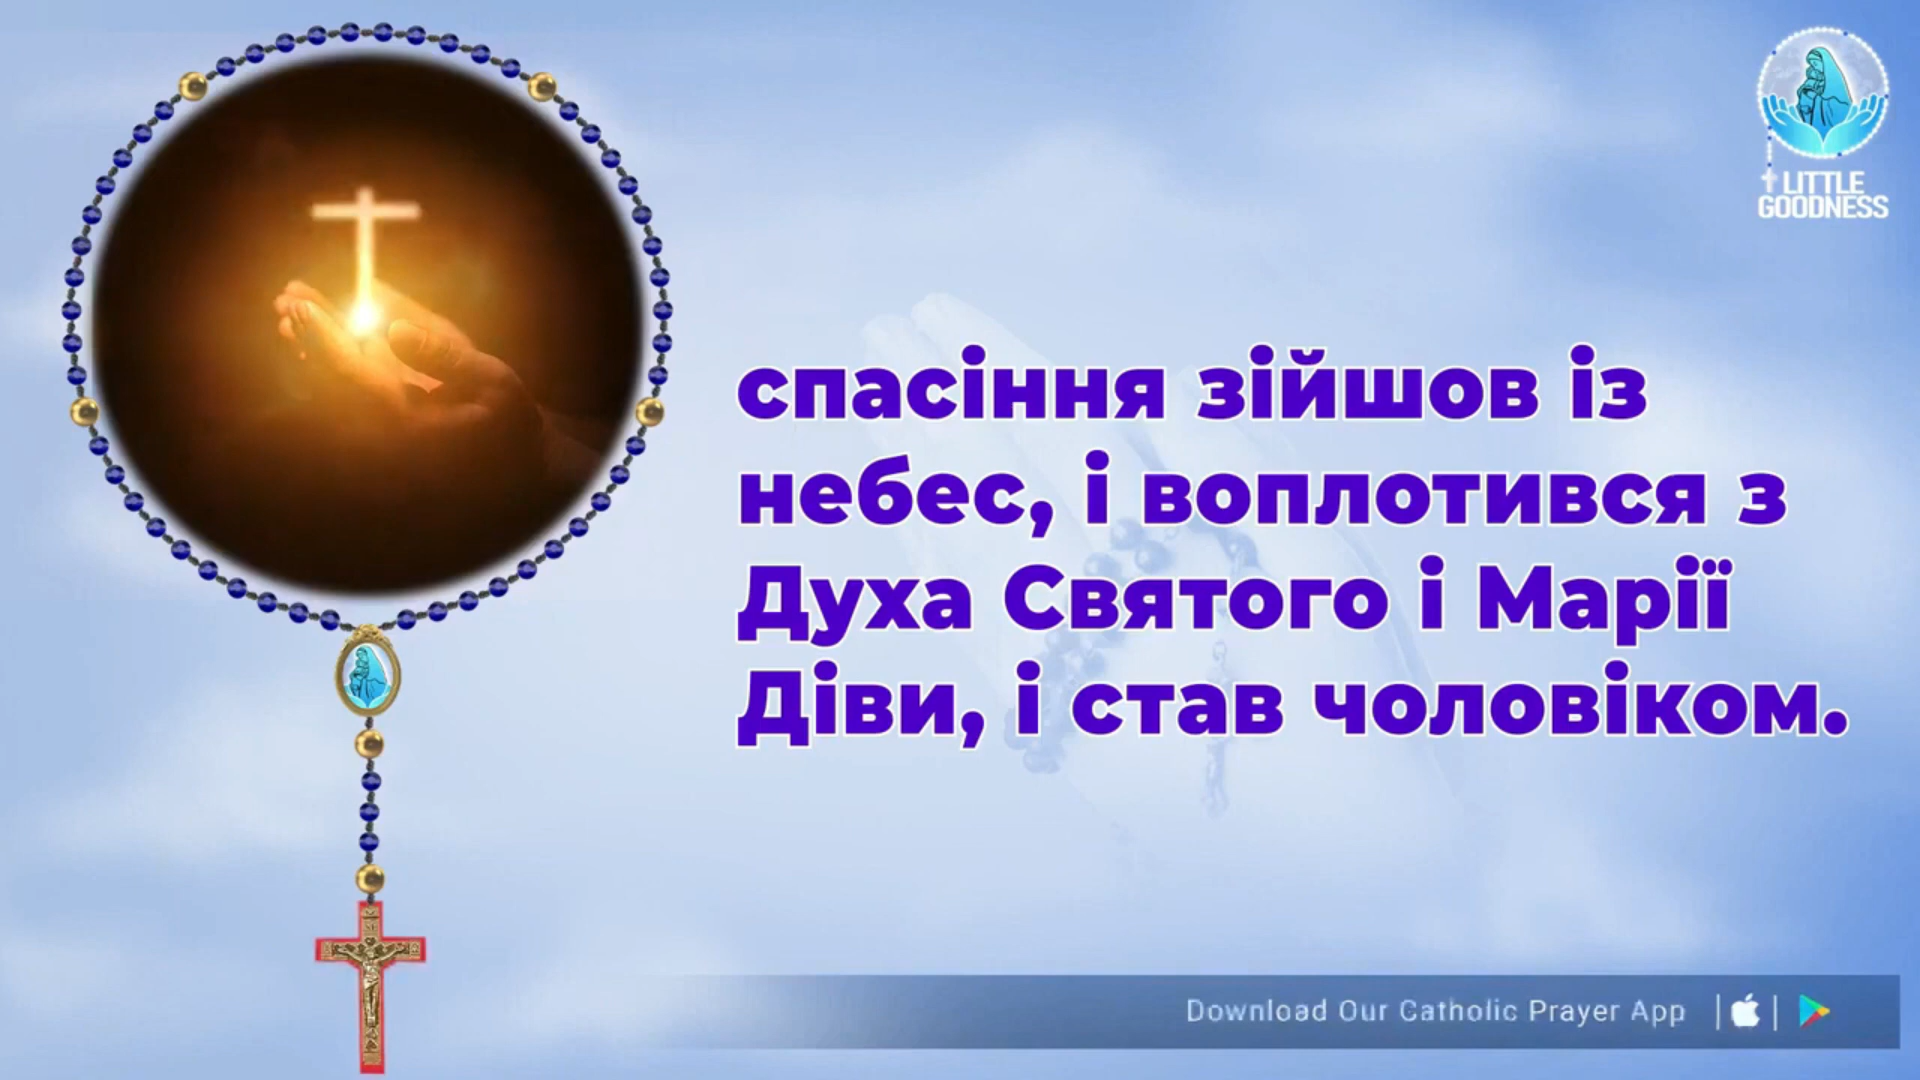 LITTLE
GOODNESS
спасіння зійшов із
небес, і воплотився з
Духа Святого і Марії
Діви, і став чоловіком.
Download Our Catholic Prayer App